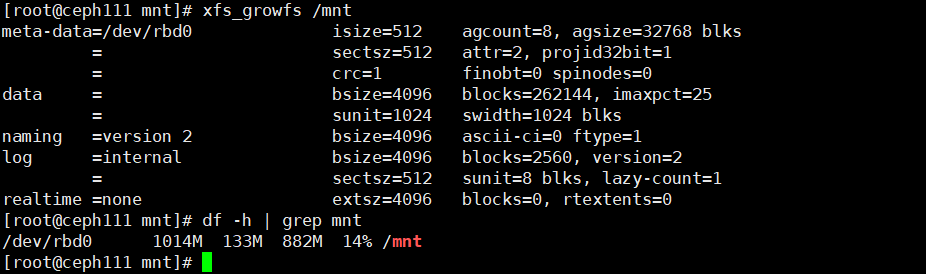 [root@ceph111 mnt]# xfs_growfs /mnt
meta-data=/dev/rbd0              isize=512    agcount=8, agsize=32768 blks
         =                       sectsz=512   attr=2, projid32bit=1
         =                       crc=1        finobt=0 spinodes=0
data     =                       bsize=4096   blocks=262144, imaxpct=25
         =                       sunit=1024   swidth=1024 blks
naming   =version 2              bsize=4096   ascii-ci=0 ftype=1
log      =internal               bsize=4096   blocks=2560, version=2
         =                       sectsz=512   sunit=8 blks, lazy-count=1
realtime =none                   extsz=4096   blocks=0, rtextents=0
[root@ceph111 mnt]# df -h | grep mnt
/dev/rbd0      1014M  133M  882M  14% /mnt
[root@ceph111 mnt]#